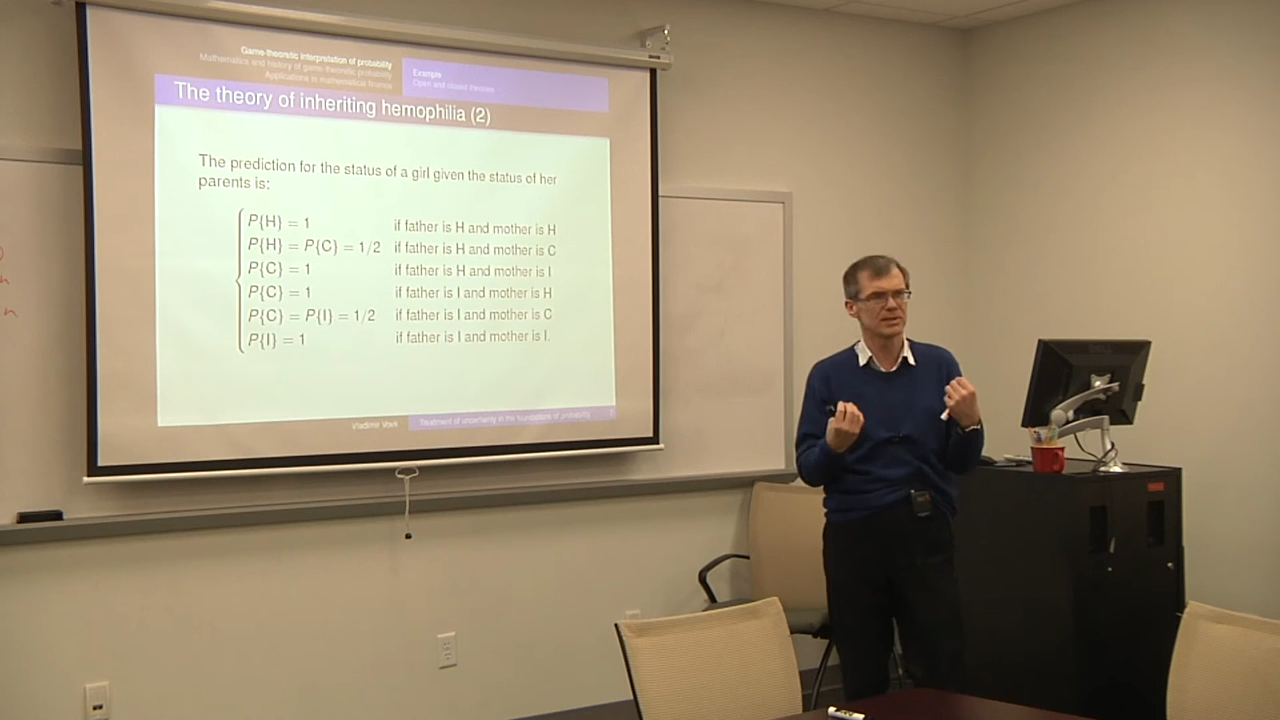 Game-theoretic interpretation of probability
Mathematics and history of game-theoretic probability
Applications in mathematical finance
Example
Open and closed theories
The theory of inheriting hemophilia (2)
The prediction for the status of a girl given the status of her
parents is:
P{H} = 1 if father is H and mother is H
P{H} = P{C} = 1/2 if father is H and mother is C
P{C} = 1 if father is H and mother is I
P{C} = 1 if father is I and mother is H
P{C} = P{I} = 1/2 if father is I and mother is C
P{I} = 1 if father is I and mother is I.
Vladimir Vovk
Treatment of uncertainty in the foundations of probability